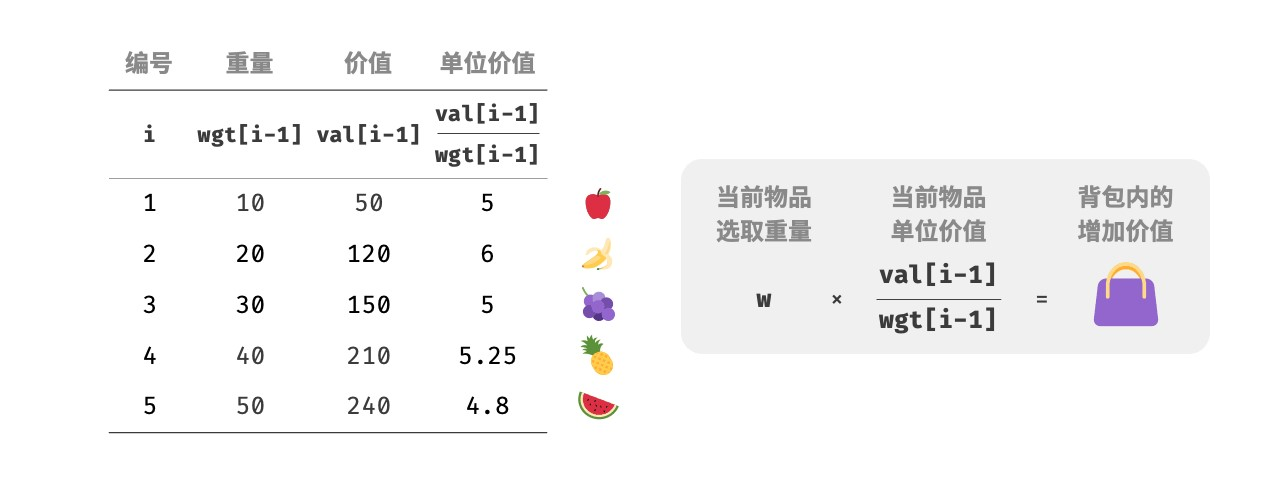 编号 重量 价值 单位价值
i wgt[i-1] val[i-1] val[i-1]
wgt[i-1]
1 10 50 5
2 20 120 6
3 30 150 5
4 40 210 5.25
5 50 240 4.8
当前物品 当前物品 背包内的
选取重量 单位价值 增加价值
w × val[i-1] =
wgt[i-1]